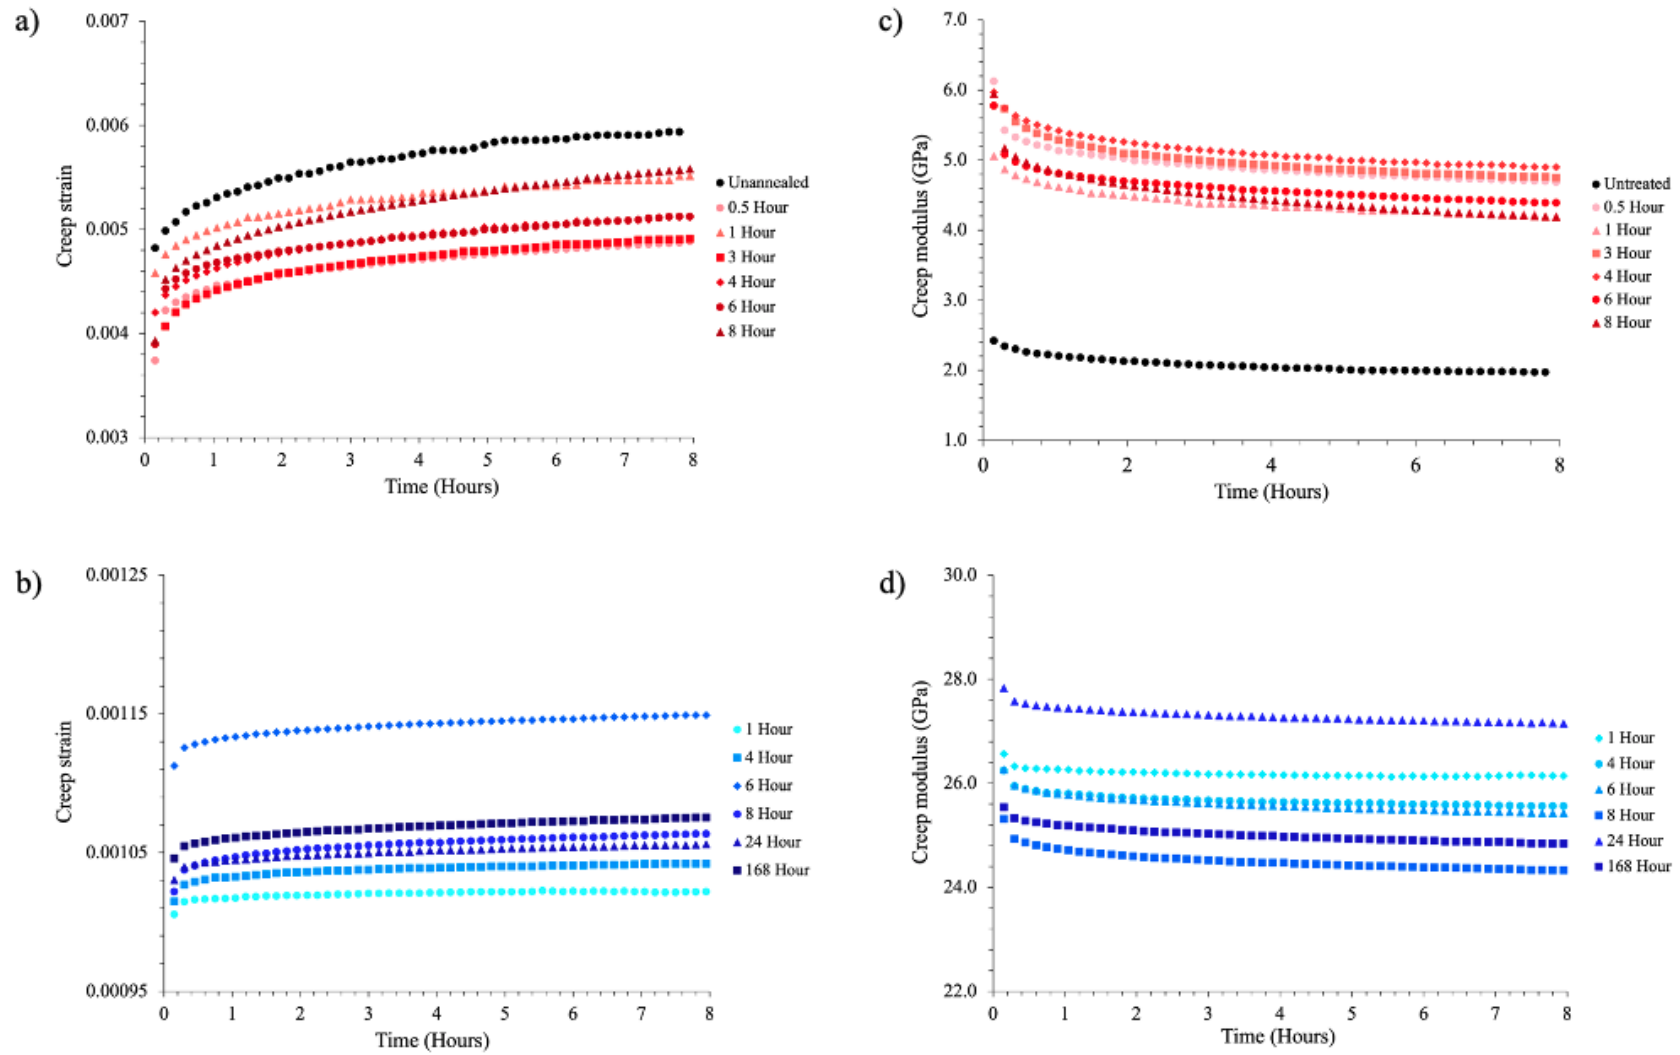 a)
0.007
0.006
0.005
0.004
0.003
Creep strain
0 1 2 3 4 5 6 7 8
Time (Hours)
Unannealed
0.5 Hour
1 Hour
3 Hour
4 Hour
6 Hour
8 Hour
c)
7.0
6.0
5.0
4.0
3.0
2.0
1.0
Creep modulus (GPa)
0 2 4 6 8
Time (Hours)
Untreated
0.5 Hour
1 Hour
3 Hour
4 Hour
6 Hour
8 Hour
b)
0.00125
0.00115
0.00105
0.00095
Creep strain
0 1 2 3 4 5 6 7 8
Time (Hours)
1 Hour
4 Hour
6 Hour
8 Hour
24 Hour
168 Hour
d)
30.0
28.0
26.0
24.0
22.0
Creep modulus (GPa)
0 1 2 3 4 5 6 7 8
Time (Hours)
1 Hour
4 Hour
6 Hour
8 Hour
24 Hour
168 Hour